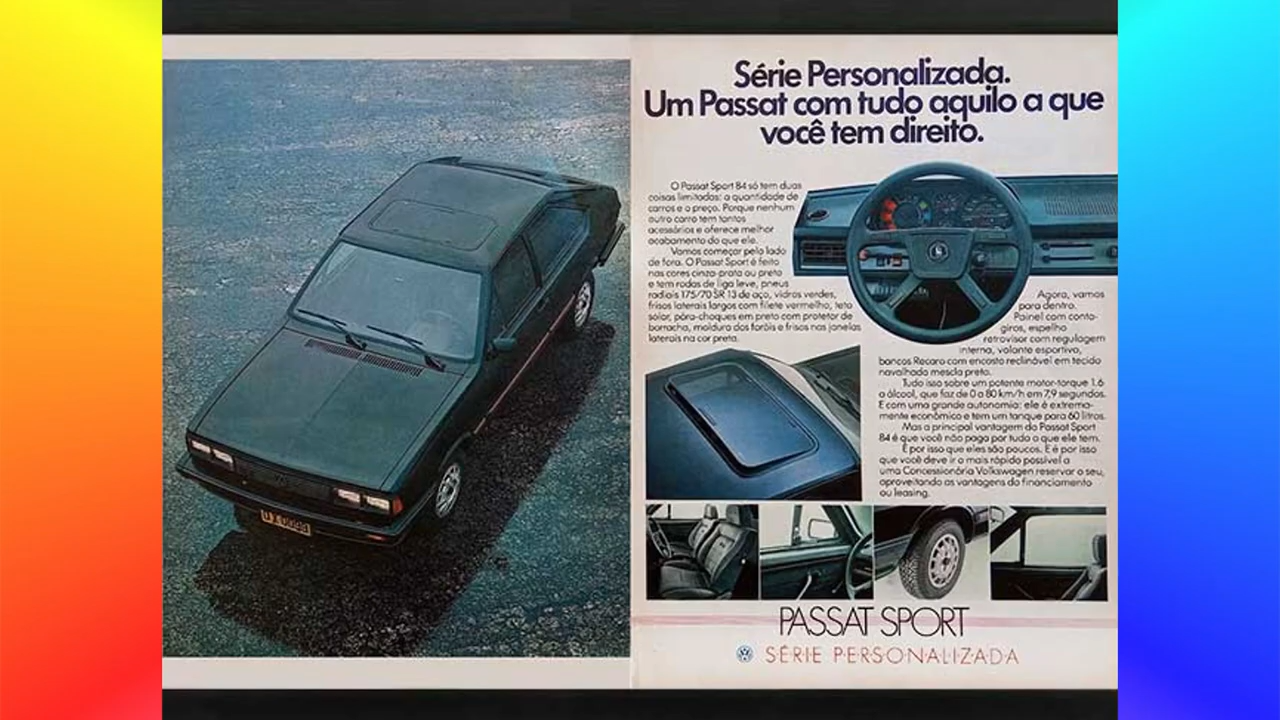 Série Personalizada.
Um Passat com tudo aquilo a que
você tem direito.
O Passat Sport 84 só tem duas
coisas limitadas: a quantidade de
carros e o preço. Porque nenhum
outro carro tem tantos
acessórios e oferece melhor
acabamento do que ele.
Vamos começar pelo lado
de fora. O Passat Sport é feito
nas cores cinza-prata ou preto
e tem rodas de liga leve, pneus
radiais 175/70 SR 13 de aço, vidros verdes,
frisos laterais largos com filete vermelho, teto
solar, pára-choques em preto com protetor de
borracha, moldura dos faróis e frisos nas janelas
laterais na cor preta.
Agora, vamos
para dentro.
Painel com conta-
giros, espelho
retrovisor com regulagem
interna, volante esportivo,
bancos Recaro com encosto reclinável em tecido
navalhado mescla preto.
Tudo isso sobre um potente motor-torque 1.6
a álcool, que faz de 0 a 80 km/h em 7,9 segundos.
E com uma grande autonomia: ele é extrema-
mente econômico e tem um tanque para 60 litros.
Mas a principal vantagem do Passat Sport
84 é que você não paga por tudo o que ele tem.
É por isso que eles são poucos. E é por isso
que você deve ir o mais rápido possível a
uma Concessionária Volkswagen reservar o seu,
aproveitando as vantagens do financiamento
ou leasing.
PASSAT SPORT
SÉRIE PERSONALIZADA